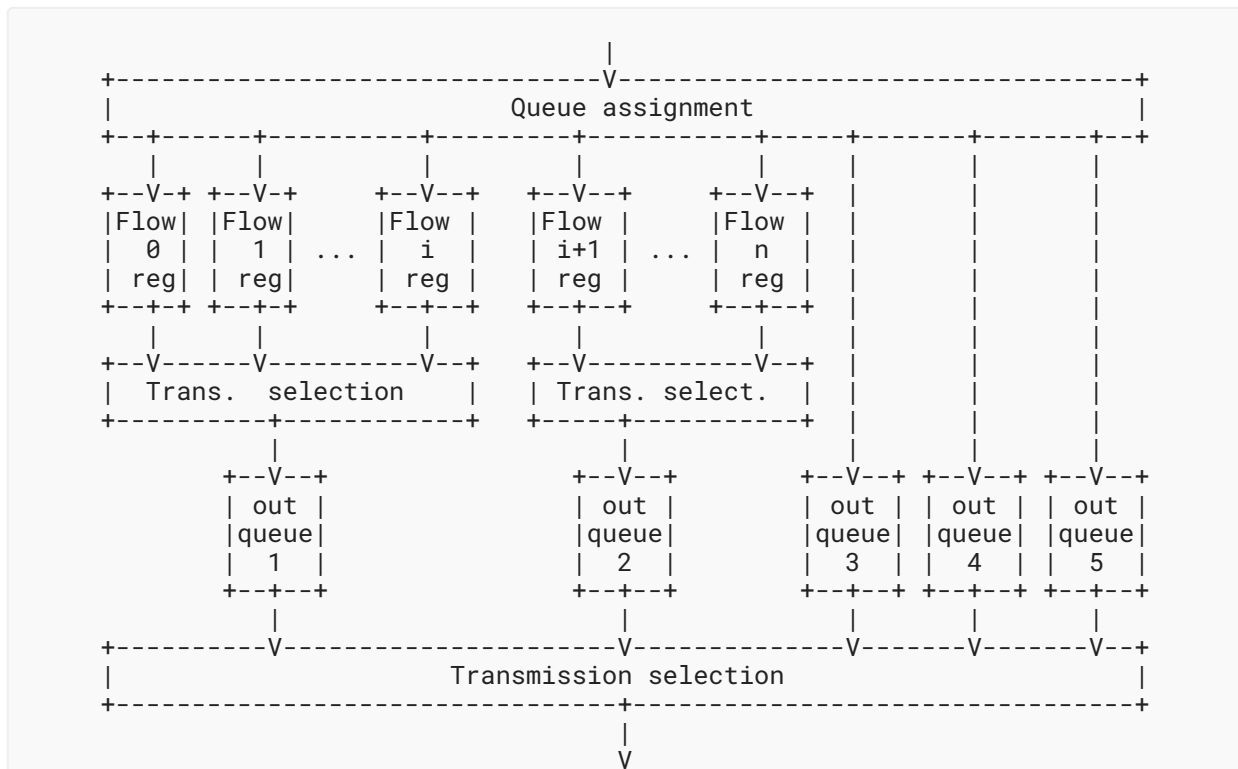 Queue assignment
Flow Flow Flow Flow Flow
0 1 ... i i+1 ... n
reg reg reg reg reg
Trans. selection Trans. select.
out out out out out
queue queue queue queue queue
1 2 3 4 5
Transmission selection